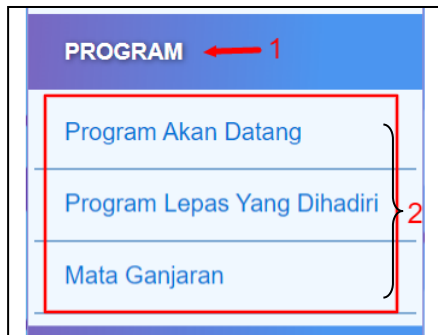 PROGRAM 1
Program Akan Datang
Program Lepas Yang Dihadiri 2
Mata Ganjaran